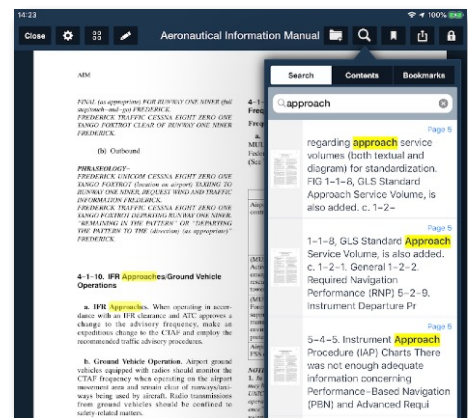 14:23
100%
Close
Aeronautical Information Manual
AIM
FINAL (as appropriate) FOR RUNWAY ONE NINER (full
stop/touch-and-go) FREDERICK.
FREDERICK TRAFFIC CESSNA EIGHT ZERO ONE
TANGO FOXTROT CLEAR OF RUNWAY ONE NINER
FREDERICK.
(b) Outbound
PHRASEOLOGY-
FREDERICK UNICOM CESSNA EIGHT ZERO ONE
TANGO FOXTROT (location on airport) TAXIING TO
RUNWAY ONE NINER, REQUEST WIND AND TRAFFIC
INFORMATION FREDERICK.
FREDERICK TRAFFIC CESSNA EIGHT ZERO ONE
TANGO FOXTROT DEPARTING RUNWAY ONE NINER.
"REMAINING IN THE PATTERN" OR "DEPARTING
THE PATTERN TO THE (direction) (as appropriate)"
FREDERICK.
4-1-10. IFR Approaches/Ground Vehicle
Operations
a. IFR Approaches. When operating in accor-
dance with an IFR clearance and ATC approves a
change to the advisory frequency, make an
expeditious change to the CTAF and employ the
recommended traffic advisory procedures.
b. Ground Vehicle Operation. Airport ground
vehicles equipped with radios should monitor the
CTAF frequency when operating on the airport
movement area and remain clear of runways/taxi-
ways being used by aircraft. Radio transmissions
from ground vehicles should be confined to
safety-related matters.
Search
Contents
Bookmarks
approach
Page 5
regarding approach service
volumes (both textual and
diagram) for standardization.
FIG 1-1-8, GLS Standard
Approach Service Volume, is
also added. c. 1-2-
Page 5
1-1-8, GLS Standard Approach
Service Volume, is also added.
c. 1-2-1. General 1-2-2.
Required Navigation
Performance (RNP) 5-2-9.
Instrument Departure Pr
Page 5
5-4-5. Instrument Approach
Procedure (IAP) Charts There
was not enough adequate
information concerning
Performance-Based Navigation
(PBN) and Advanced Requi